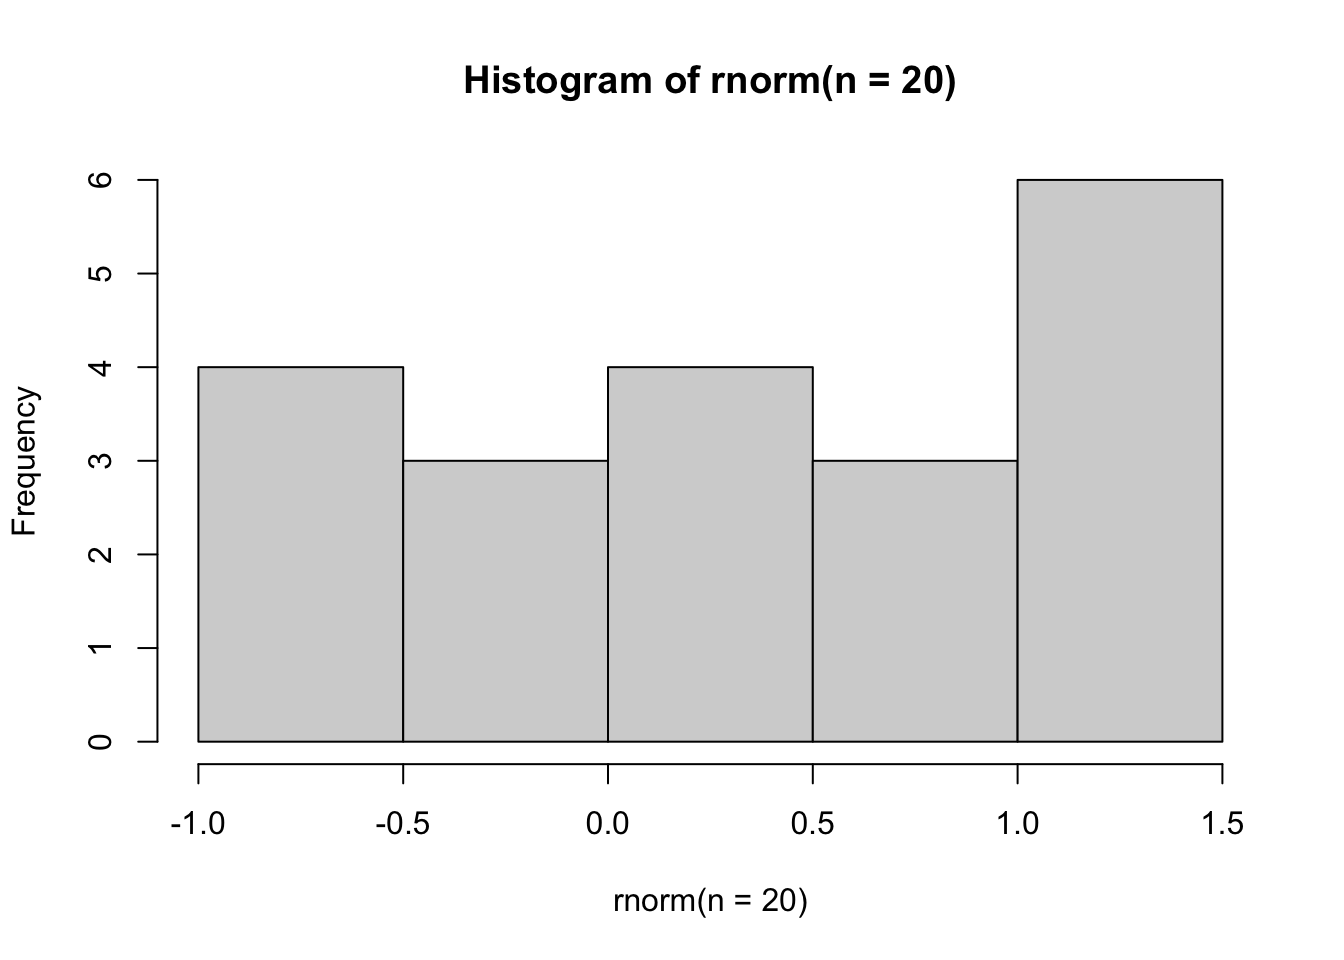 Histogram of rnorm(n = 20)
Frequency
6
5
4
3
2
1
0
-1.0 -0.5 0.0 0.5 1.0 1.5
rnorm(n = 20)